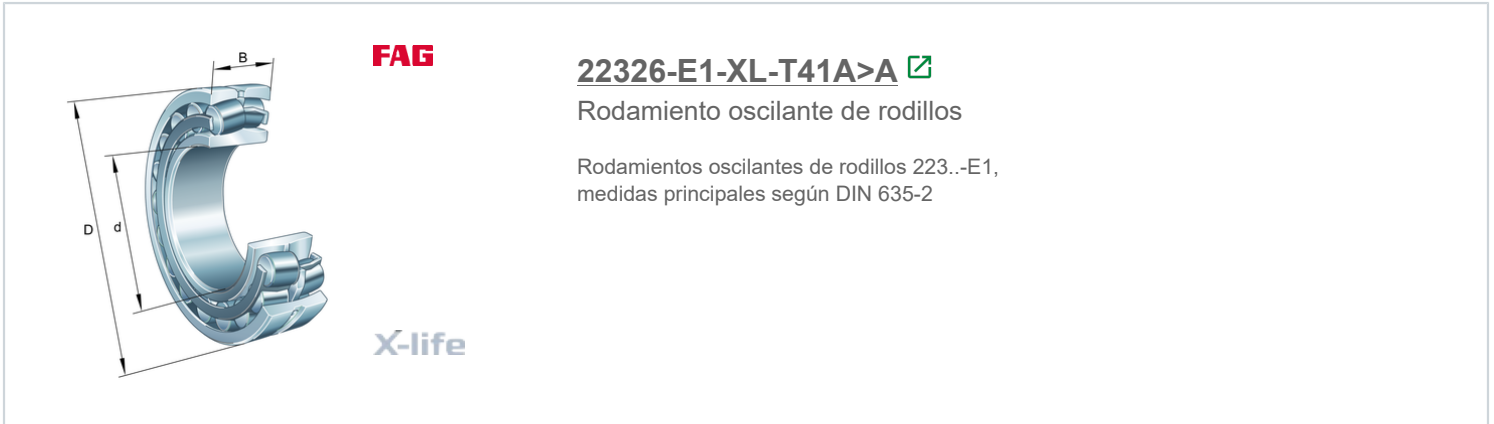 B
D
d
FAG
X-life
22326-E1-XL-T41A>A
Rodamiento oscilante de rodillos
Rodamientos oscilantes de rodillos 223..-E1,
medidas principales según DIN 635-2